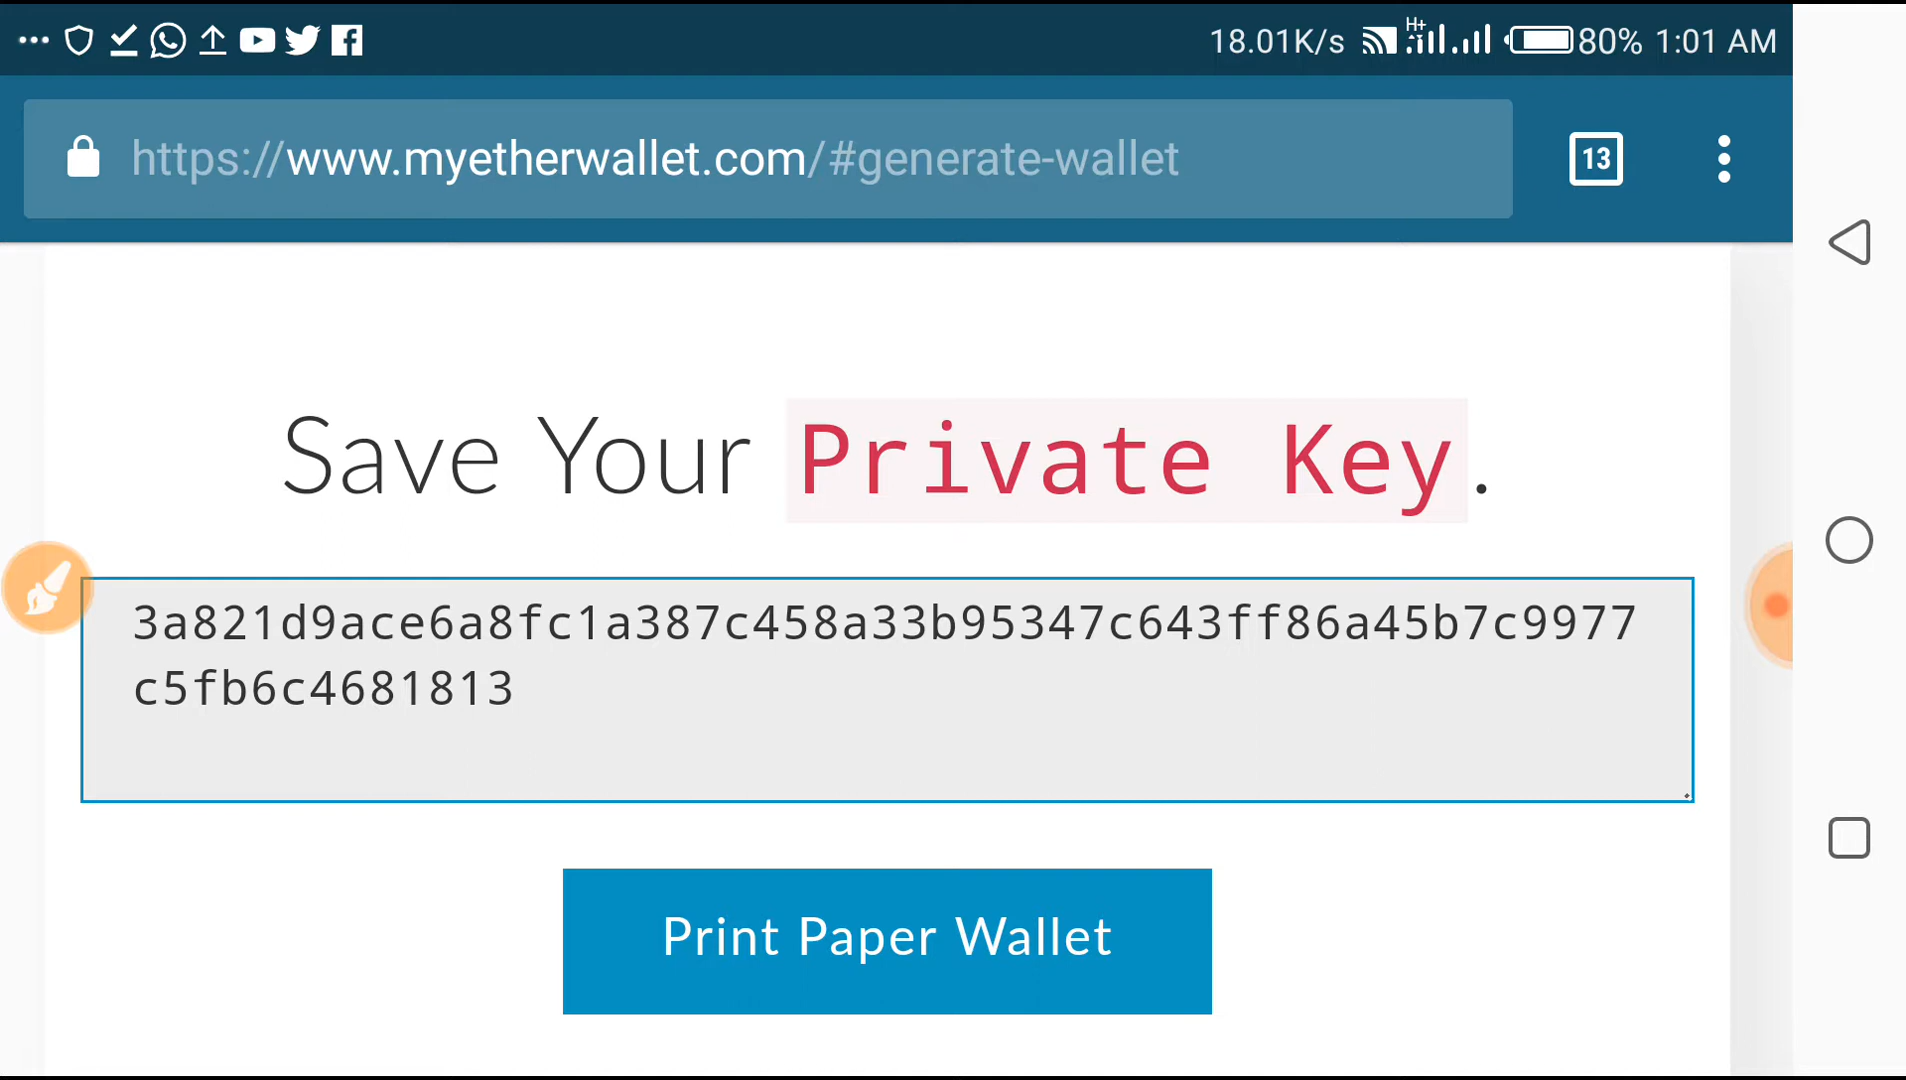 18.01K/s H+ 80% 1:01 AM
https://www.myetherwallet.com/#generate-wallet 13
Save Your Private Key.
3a821d9ace6a8fc1a387c458a33b95347c643ff86a45b7c9977
c5fb6c4681813
Print Paper Wallet